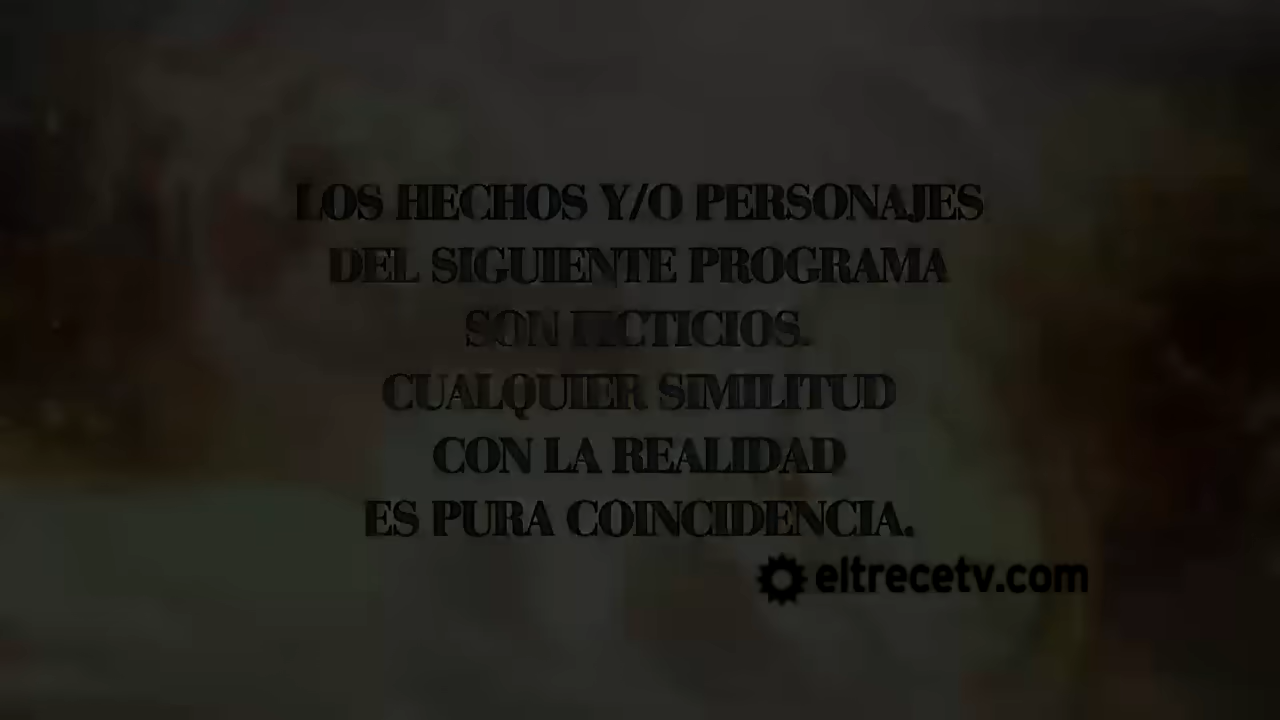 LOS HECHOS Y/O PERSONAJES
DEL SIGUIENTE PROGRAMA
SON FICTICIOS.
CUALQUIER SIMILITUD
CON LA REALIDAD
ES PURA COINCIDENCIA.
eltrecetv.com